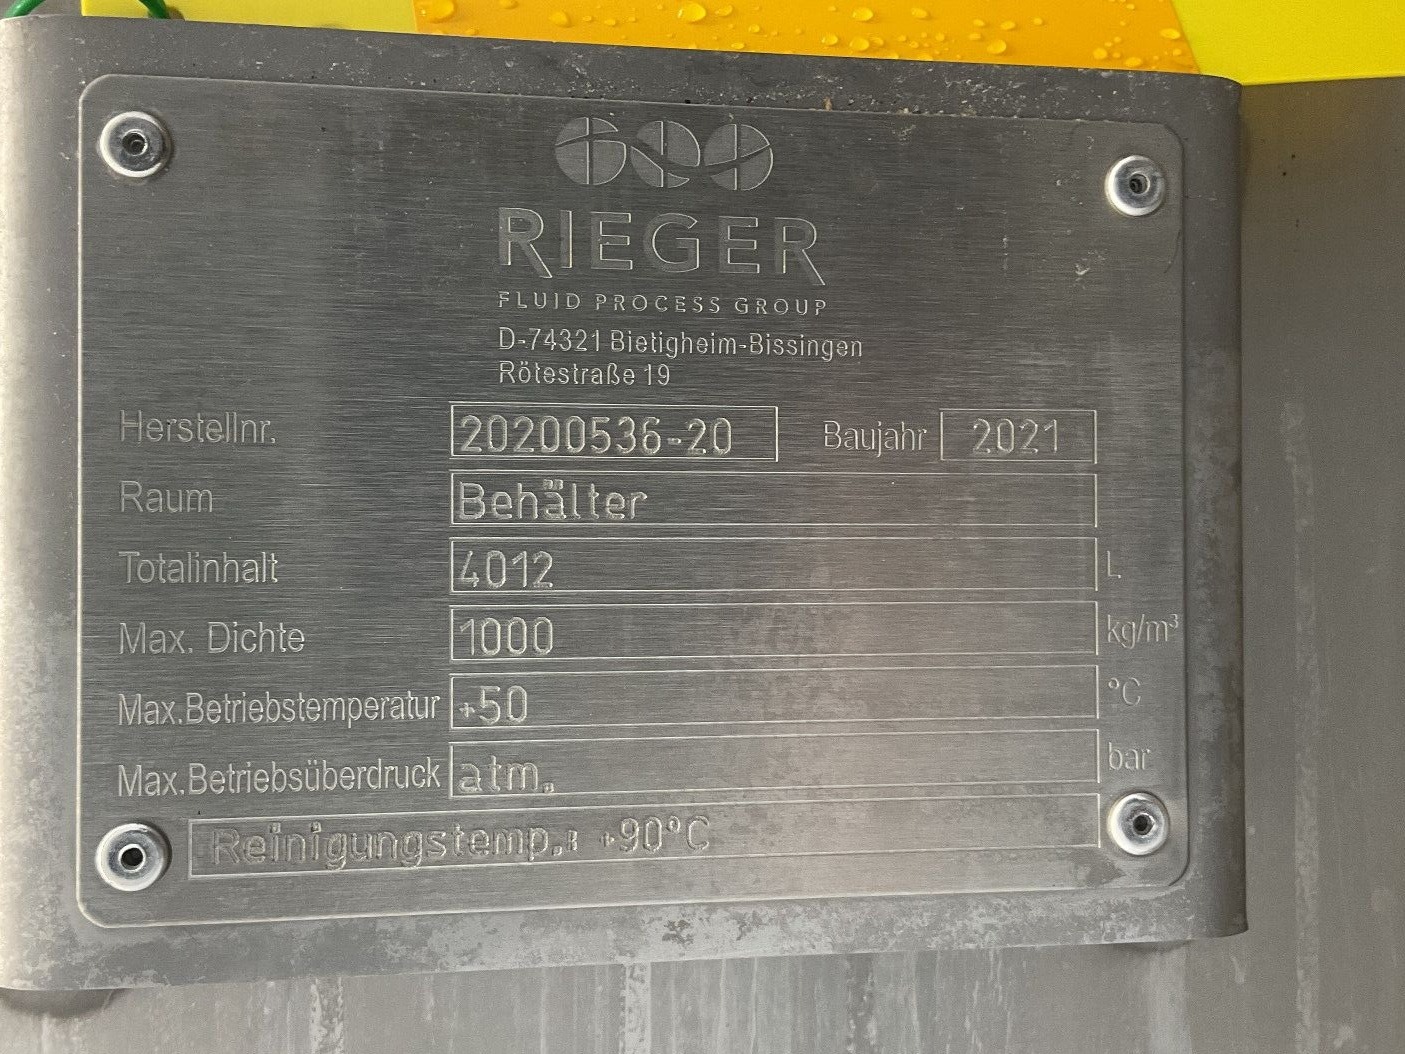 RIEGER
FLUID PROCESS GROUP
D-74321 Bietigheim-Bissingen
Rötestraße 19
Herstellnr. 20200536-20 Baujahr 2021
Raum Behälter
Totalinhalt 4012 L
Max. Dichte 1000 kg/m³
Max.Betriebstemperatur +50 °C
Max.Betriebsüberdruck atm. bar
Reinigungstemp.: +90°C